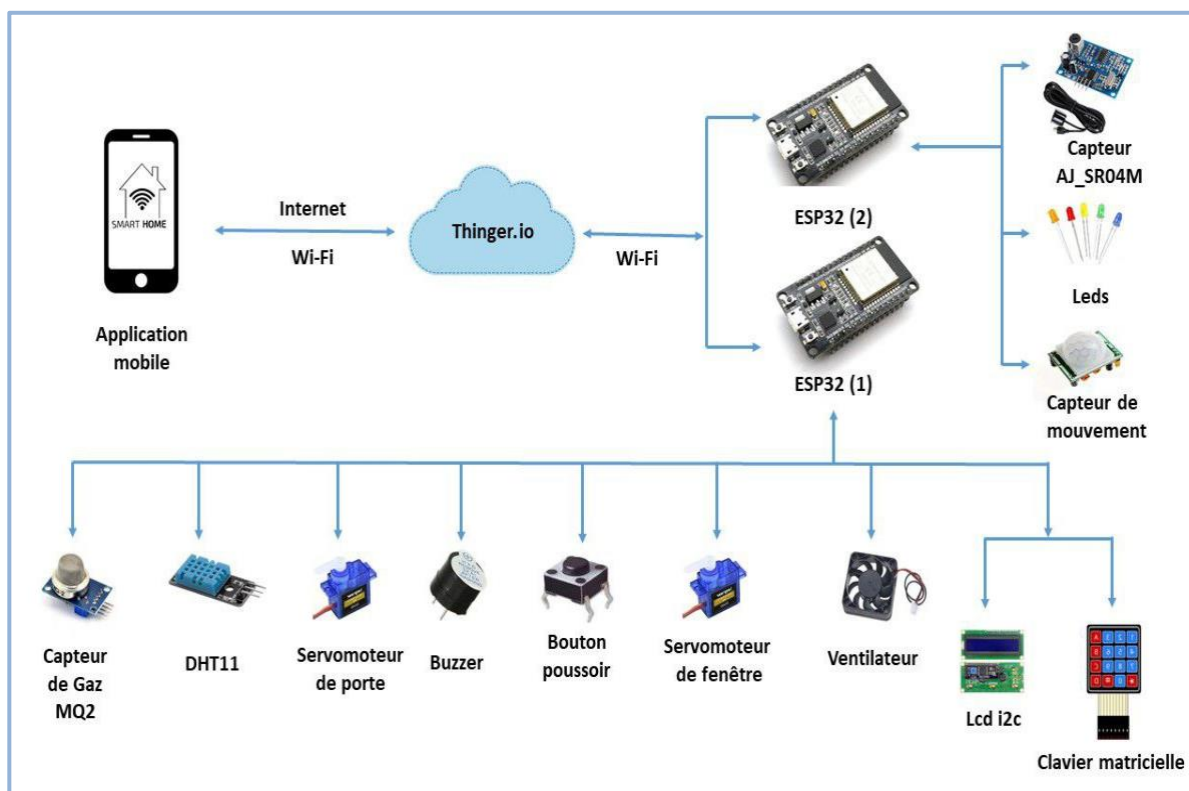 SMART HOME
Application
mobile
Internet
Wi-Fi
Thinger.io
Wi-Fi
ESP32 (2)
ESP32 (1)
Capteur
AJ_SR04M
Leds
Capteur de
mouvement
Capteur
de Gaz
MQ2
DHT11
Servomoteur
de porte
Buzzer
Bouton
poussoir
Servomoteur
de fenêtre
Ventilateur
Lcd i2c
Clavier matricielle